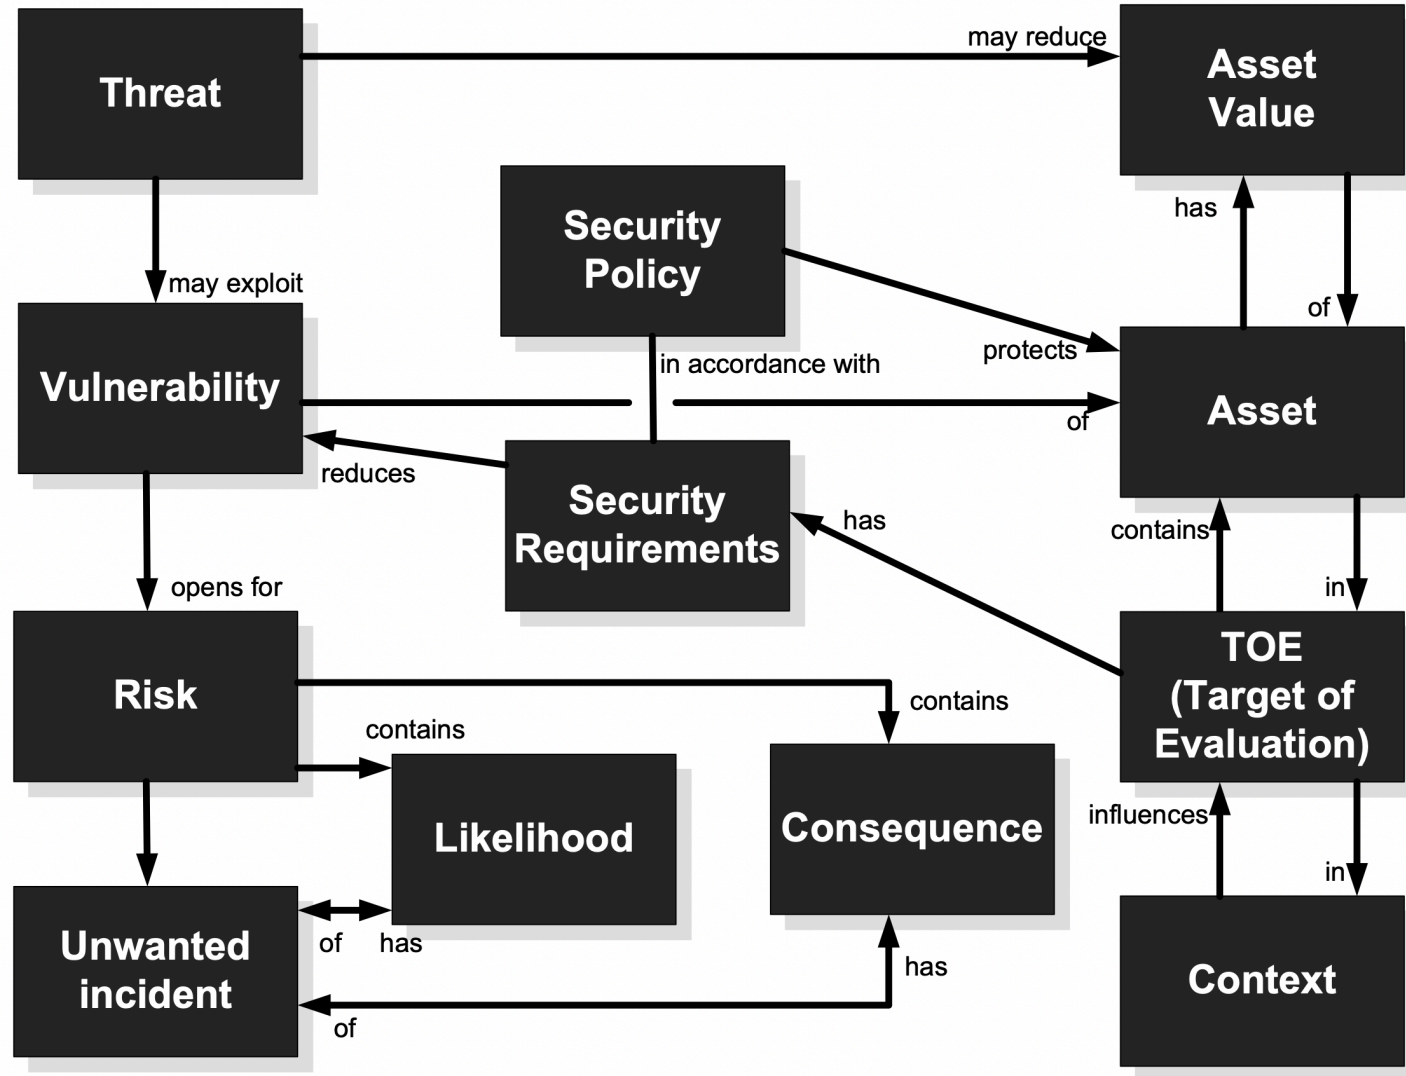 Threat
may reduce
Asset
Value
may exploit
Security
Policy
has
of
Vulnerability
in accordance with
protects
Asset
of
reduces
Security
Requirements
has
contains
in
opens for
Risk
contains
contains
TOE
(Target of
Evaluation)
Likelihood
Consequence
influences
in
Unwanted
incident
of
has
has
of
Context